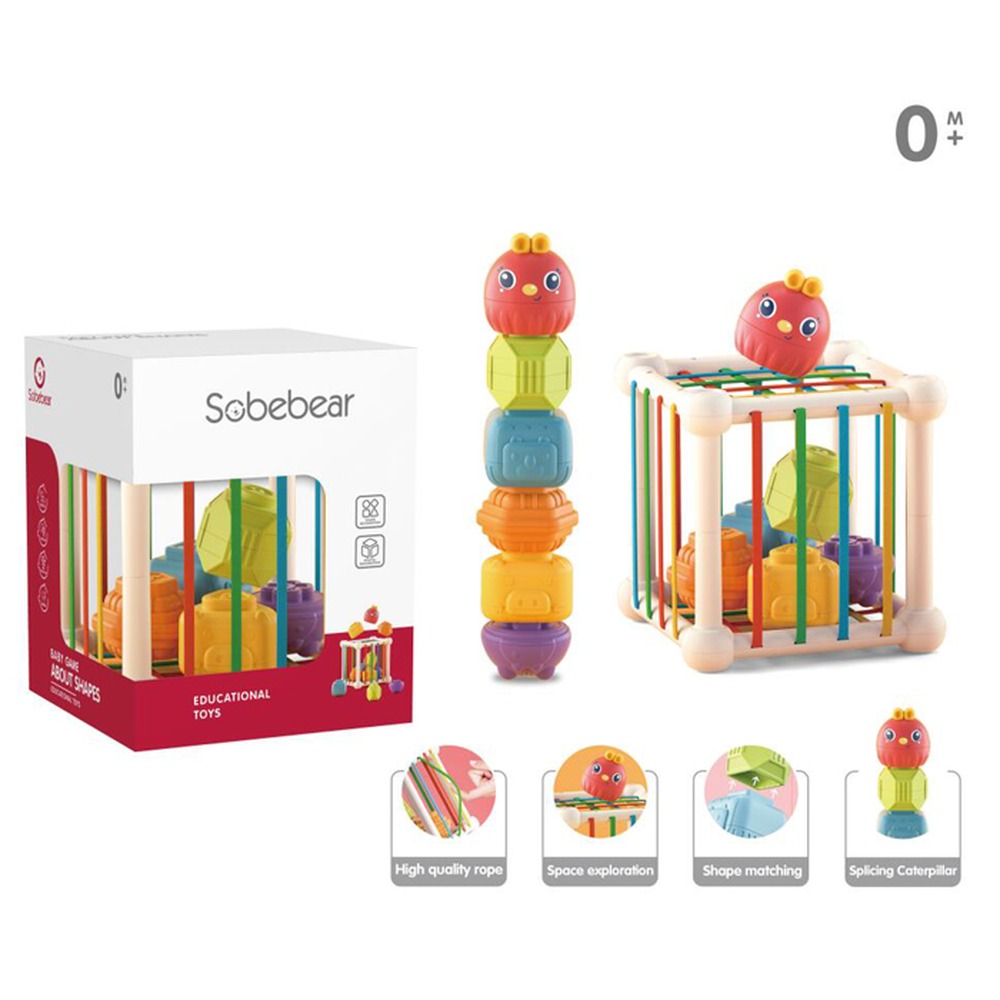 0 M
+
Sobebear
0 M
+
Sobebear
BABY GAME
ABOUT SHAPES
EDUCATIONAL TOYS
EDUCATIONAL
TOYS
High quality rope
Space exploration
Shape matching
Splicing Caterpillar